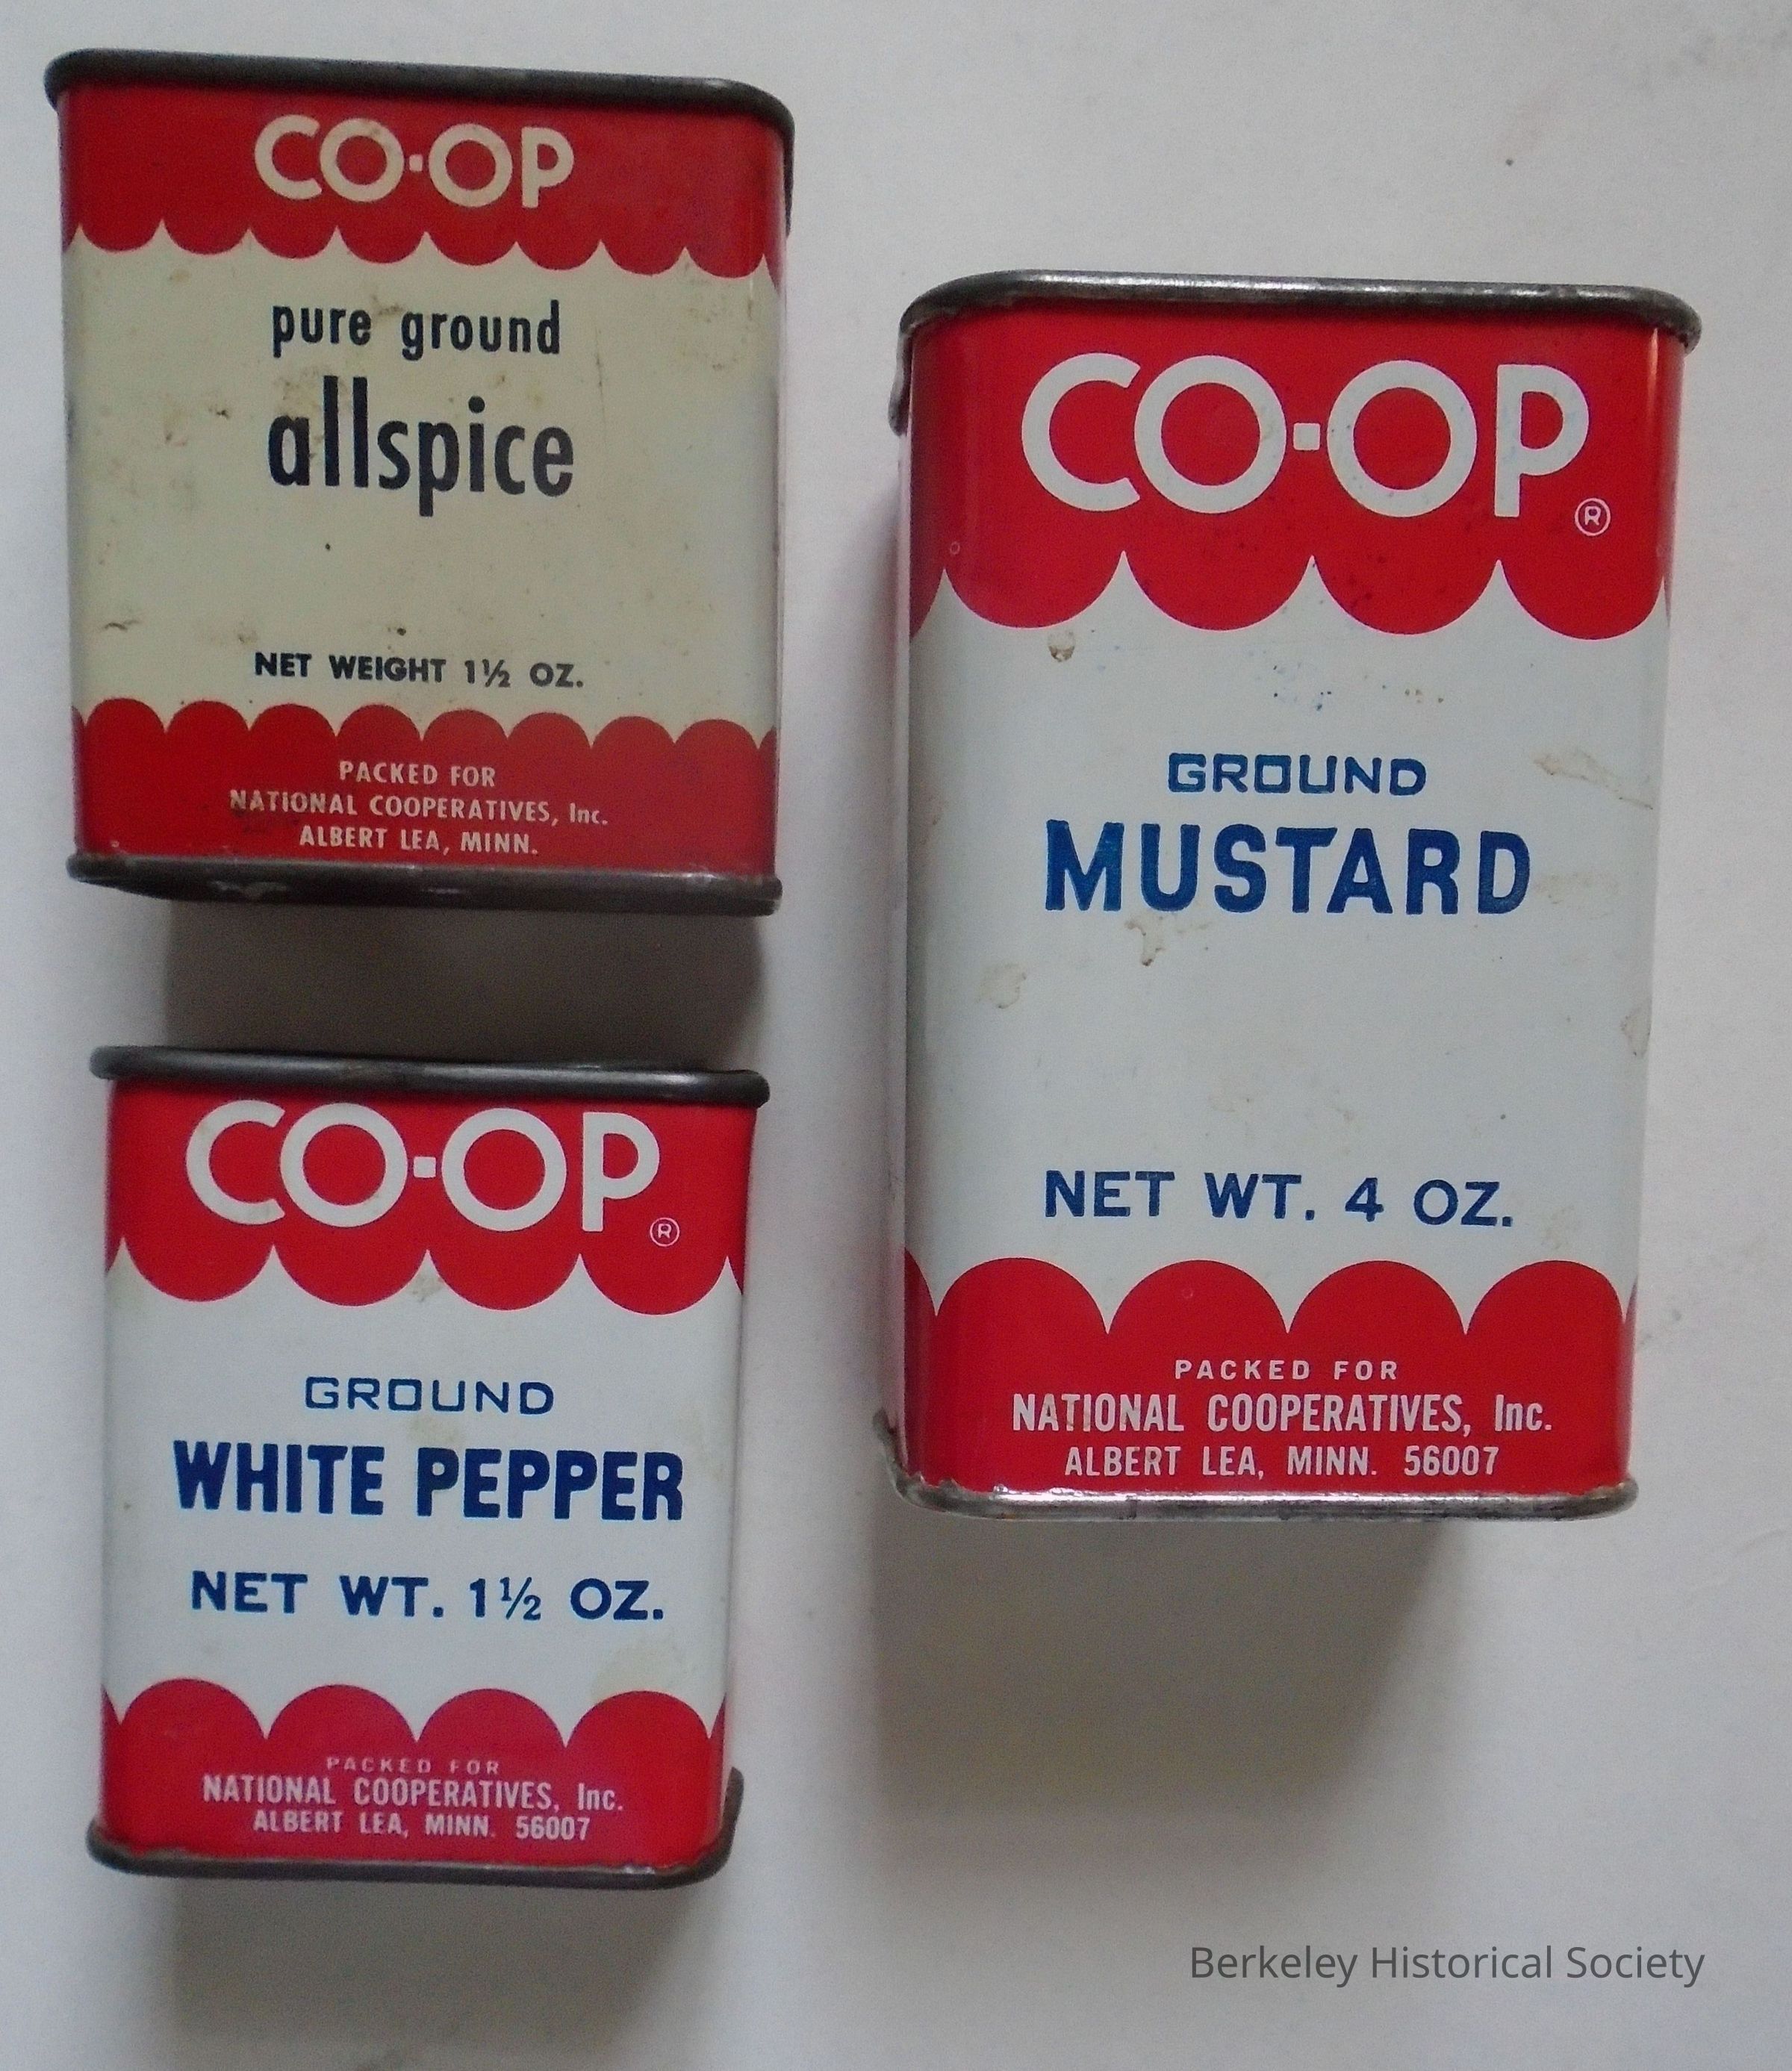 CO-OP
pure ground
allspice
NET WEIGHT 1½ OZ.
PACKED FOR
NATIONAL COOPERATIVES, Inc.
ALBERT LEA, MINN.
CO-OP®
GROUND
MUSTARD
NET WT. 4 OZ.
PACKED FOR
NATIONAL COOPERATIVES, Inc.
ALBERT LEA, MINN. 56007
CO-OP®
GROUND
WHITE PEPPER
NET WT. 1½ OZ.
PACKED FOR
NATIONAL COOPERATIVES, Inc.
ALBERT LEA, MINN. 56007
Berkeley Historical Society